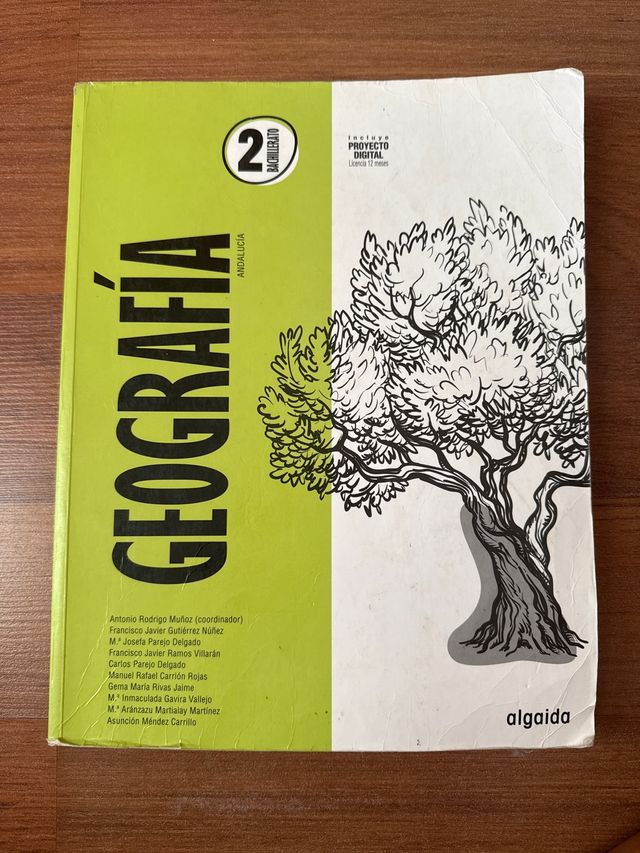 2
BACHILLERATO
Incluye
PROYECTO
DIGITAL
Licencia 12 meses
GEOGRAFÍA
ANDALUCÍA
Antonio Rodrigo Muñoz (coordinador)
Francisco Javier Gutiérrez Núñez
M.ª Josefa Parejo Delgado
Francisco Javier Ramos Villarán
Carlos Parejo Delgado
Manuel Rafael Carrión Rojas
Gema María Rivas Jaime
M.ª Inmaculada Gavira Vallejo
M.ª Aránzazu Martialay Martínez
Asunción Méndez Carrillo
algaida